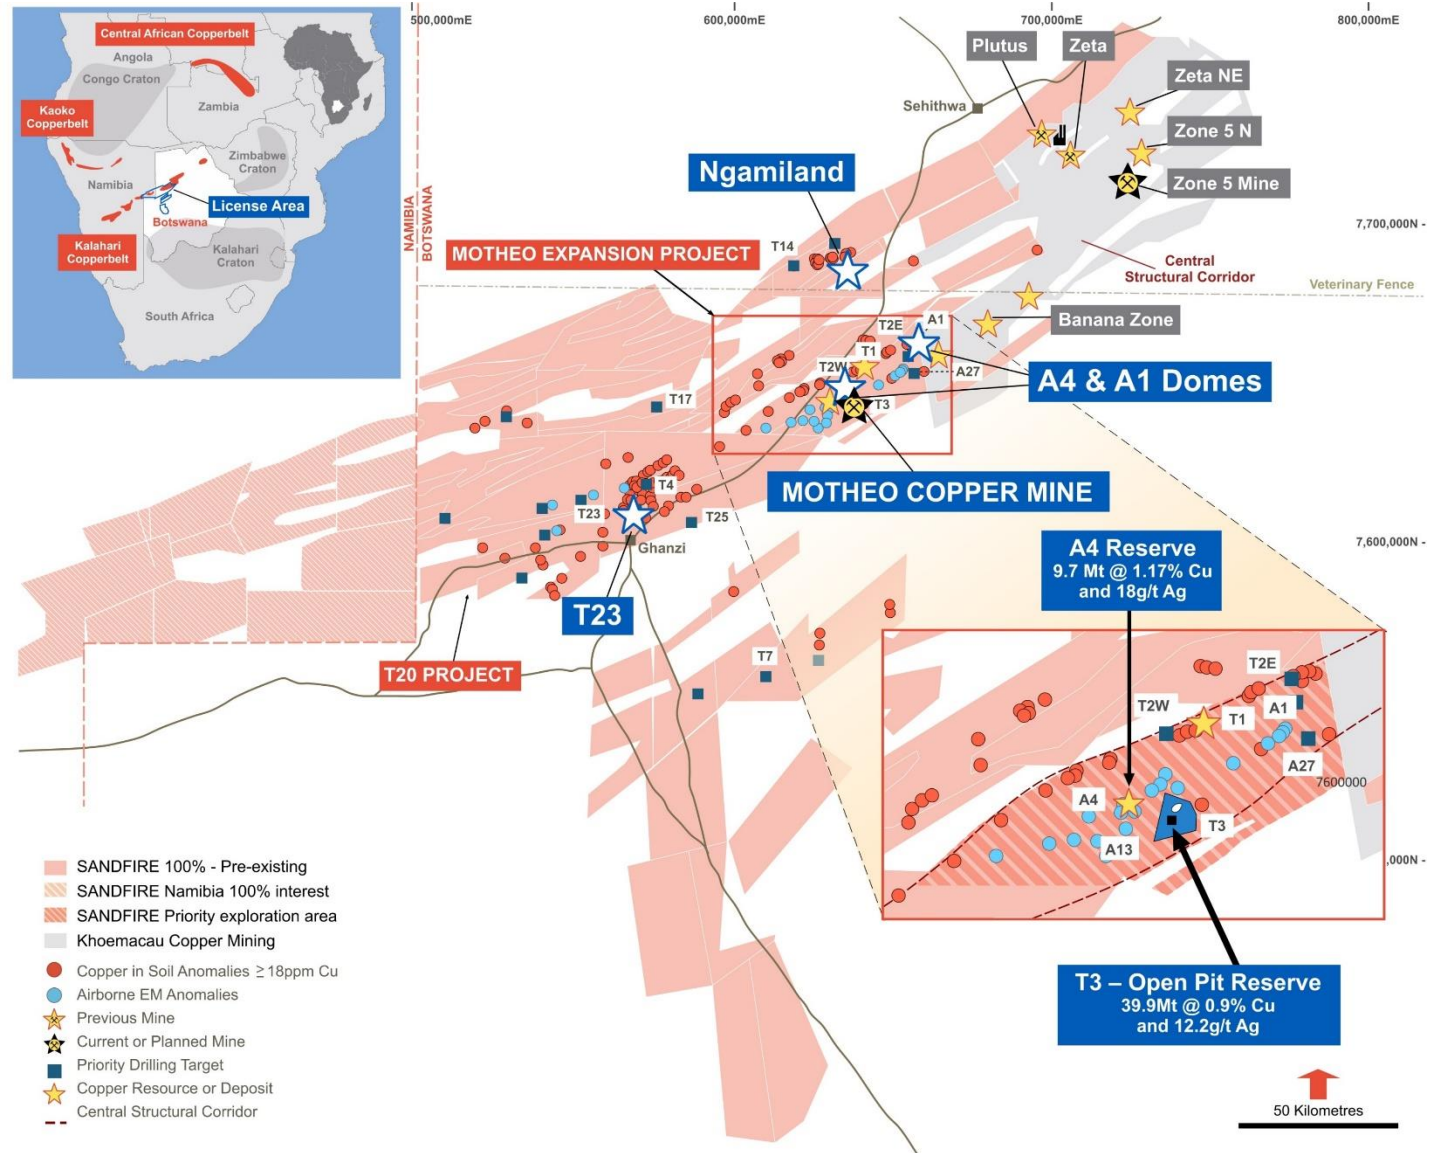 500,000mE
600,000mE
700,000mE
800,000mE
Central African Copperbelt
Angola
Congo Craton
Zambia
Kaoko
Copperbelt
Zimbabwe
Craton
Namibia
License Area
Botswana
Kalahari
Copperbelt
Kalahari
Craton
South Africa
NAMIBIA
BOTSWANA
Plutus
Zeta
Zeta NE
Sehithwa
Zone 5 N
Zone 5 Mine
Ngamiland
7,700,000N -
MOTHEO EXPANSION PROJECT
T14
Central
Structural Corridor
Veterinary Fence
Banana Zone
T2E
A1
T1
T2W
A27
T3
A4 & A1 Domes
T17
MOTHEO COPPER MINE
T4
T23
T25
Ghanzi
7,600,000N -
A4 Reserve
9.7 Mt @ 1.17% Cu
and 18g/t Ag
T23
T7
T20 PROJECT
T2E
T2W
T1
A1
A27
7600000
A4
T3
A13
,000N -
SANDFIRE 100% - Pre-existing
SANDFIRE Namibia 100% interest
SANDFIRE Priority exploration area
Khoemacau Copper Mining
Copper in Soil Anomalies ≥18ppm Cu
Airborne EM Anomalies
Previous Mine
Current or Planned Mine
Priority Drilling Target
Copper Resource or Deposit
Central Structural Corridor
T3 – Open Pit Reserve
39.9Mt @ 0.9% Cu
and 12.2g/t Ag
50 Kilometres